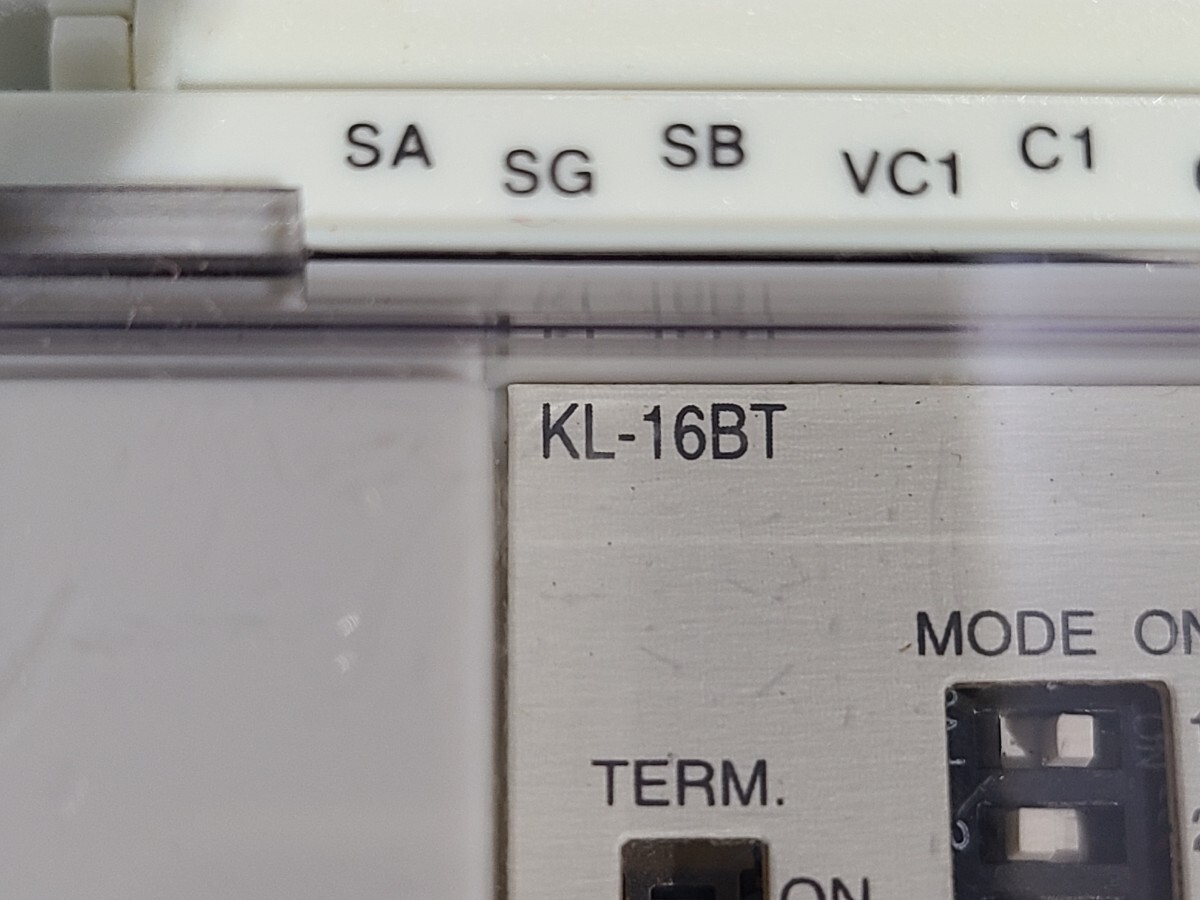 SA SG SB VC1 C1
KL-16BT
MODE ON
TERM.
ON